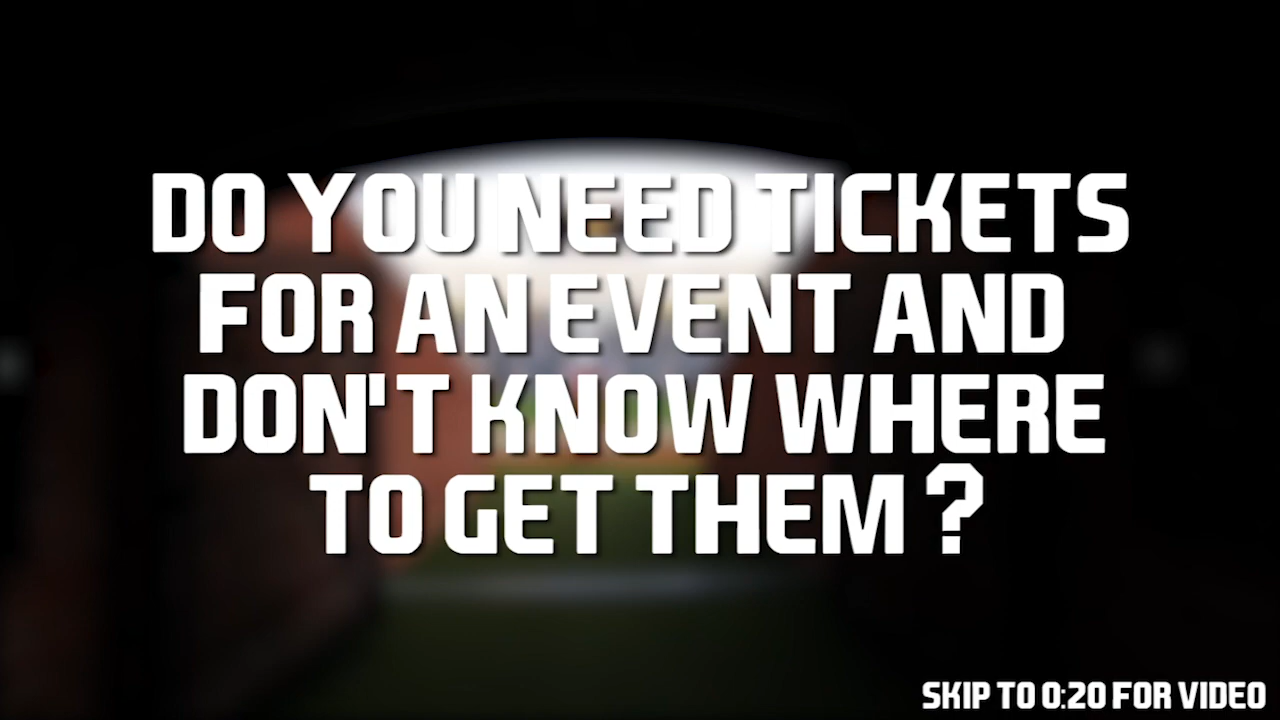 DO YOU NEED TICKETS
FOR AN EVENT AND
DON'T KNOW WHERE
TO GET THEM ?
SKIP TO 0:20 FOR VIDEO